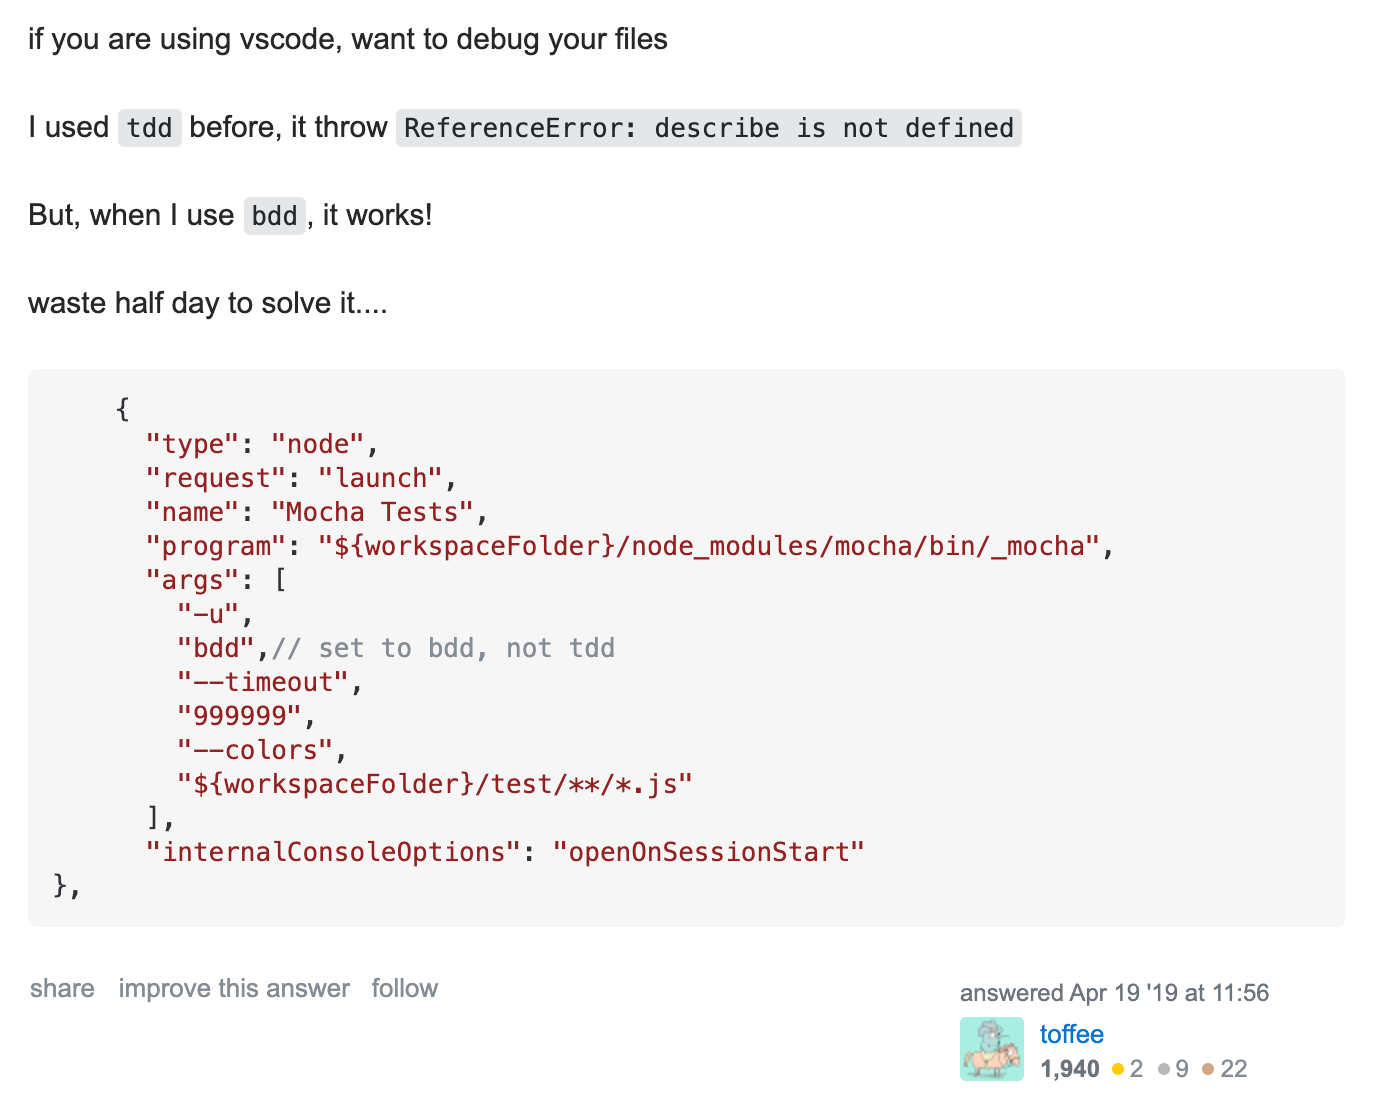 if you are using vscode, want to debug your files
I used tdd before, it throw ReferenceError: describe is not defined
But, when I use bdd, it works!
waste half day to solve it....
{
"type": "node",
"request": "launch",
"name": "Mocha Tests",
"program": "${workspaceFolder}/node_modules/mocha/bin/_mocha",
"args": [
"-u",
"bdd",// set to bdd, not tdd
"--timeout",
"999999",
"--colors",
"${workspaceFolder}/test/**/*.js"
],
"internalConsoleOptions": "openOnSessionStart"
},
share improve this answer follow
answered Apr 19 '19 at 11:56
toffee
1,940 2 9 22